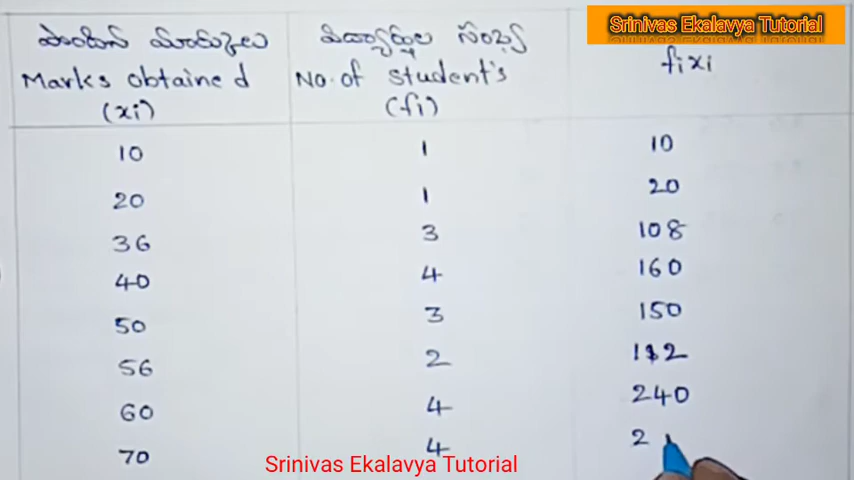 Srinivas Ekalavya Tutorial
పొందిన మార్కులు విద్యార్థుల సంఖ్య
Marks obtained No. of student's fixi
(xi) (fi)
10 1 10
20 1 20
36 3 108
40 4 160
50 3 150
56 2 112
60 4 240
70 4 2
Srinivas Ekalavya Tutorial